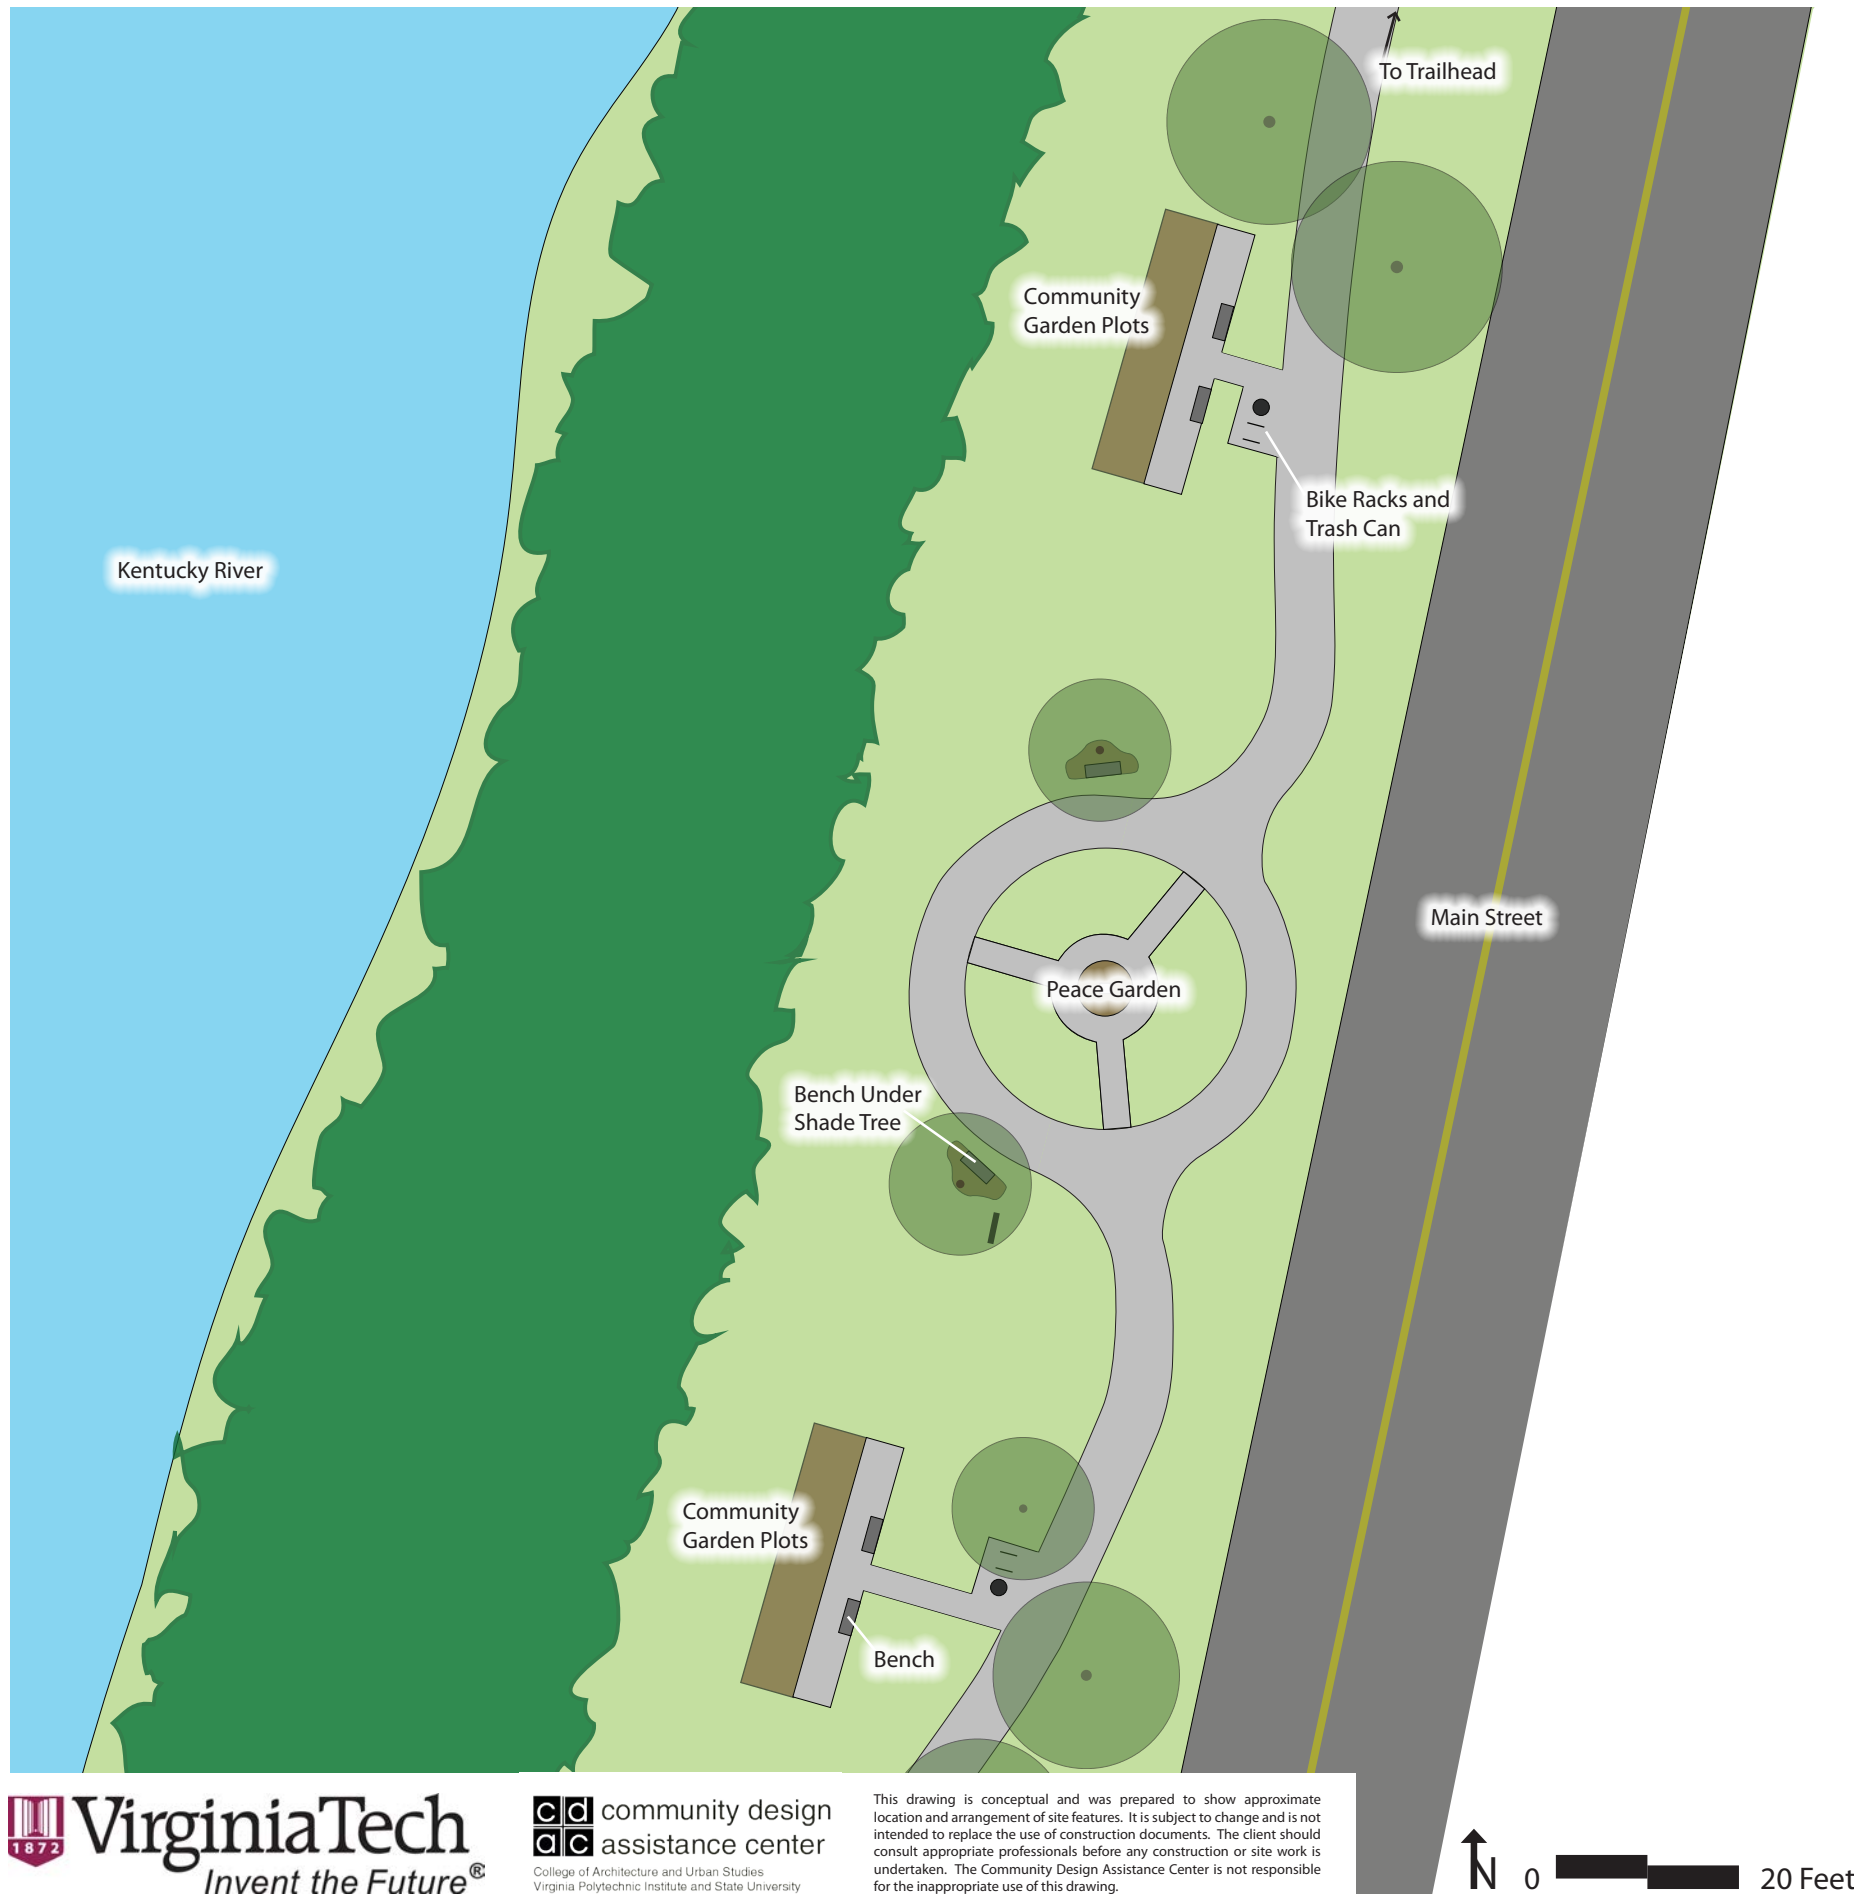 To Trailhead
Community
Garden Plots
Bike Racks and
Trash Can
Kentucky River
Main Street
Peace Garden
Bench Under
Shade Tree
Community
Garden Plots
Bench
1872
VirginiaTech
Invent the Future®
cd
ac
community design
assistance center
College of Architecture and Urban Studies
Virginia Polytechnic Institute and State University
This drawing is conceptual and was prepared to show approximate
location and arrangement of site features. It is subject to change and is not
intended to replace the use of construction documents. The client should
consult appropriate professionals before any construction or site work is
undertaken. The Community Design Assistance Center is not responsible
for the inappropriate use of this drawing.
N
0 20 Feet